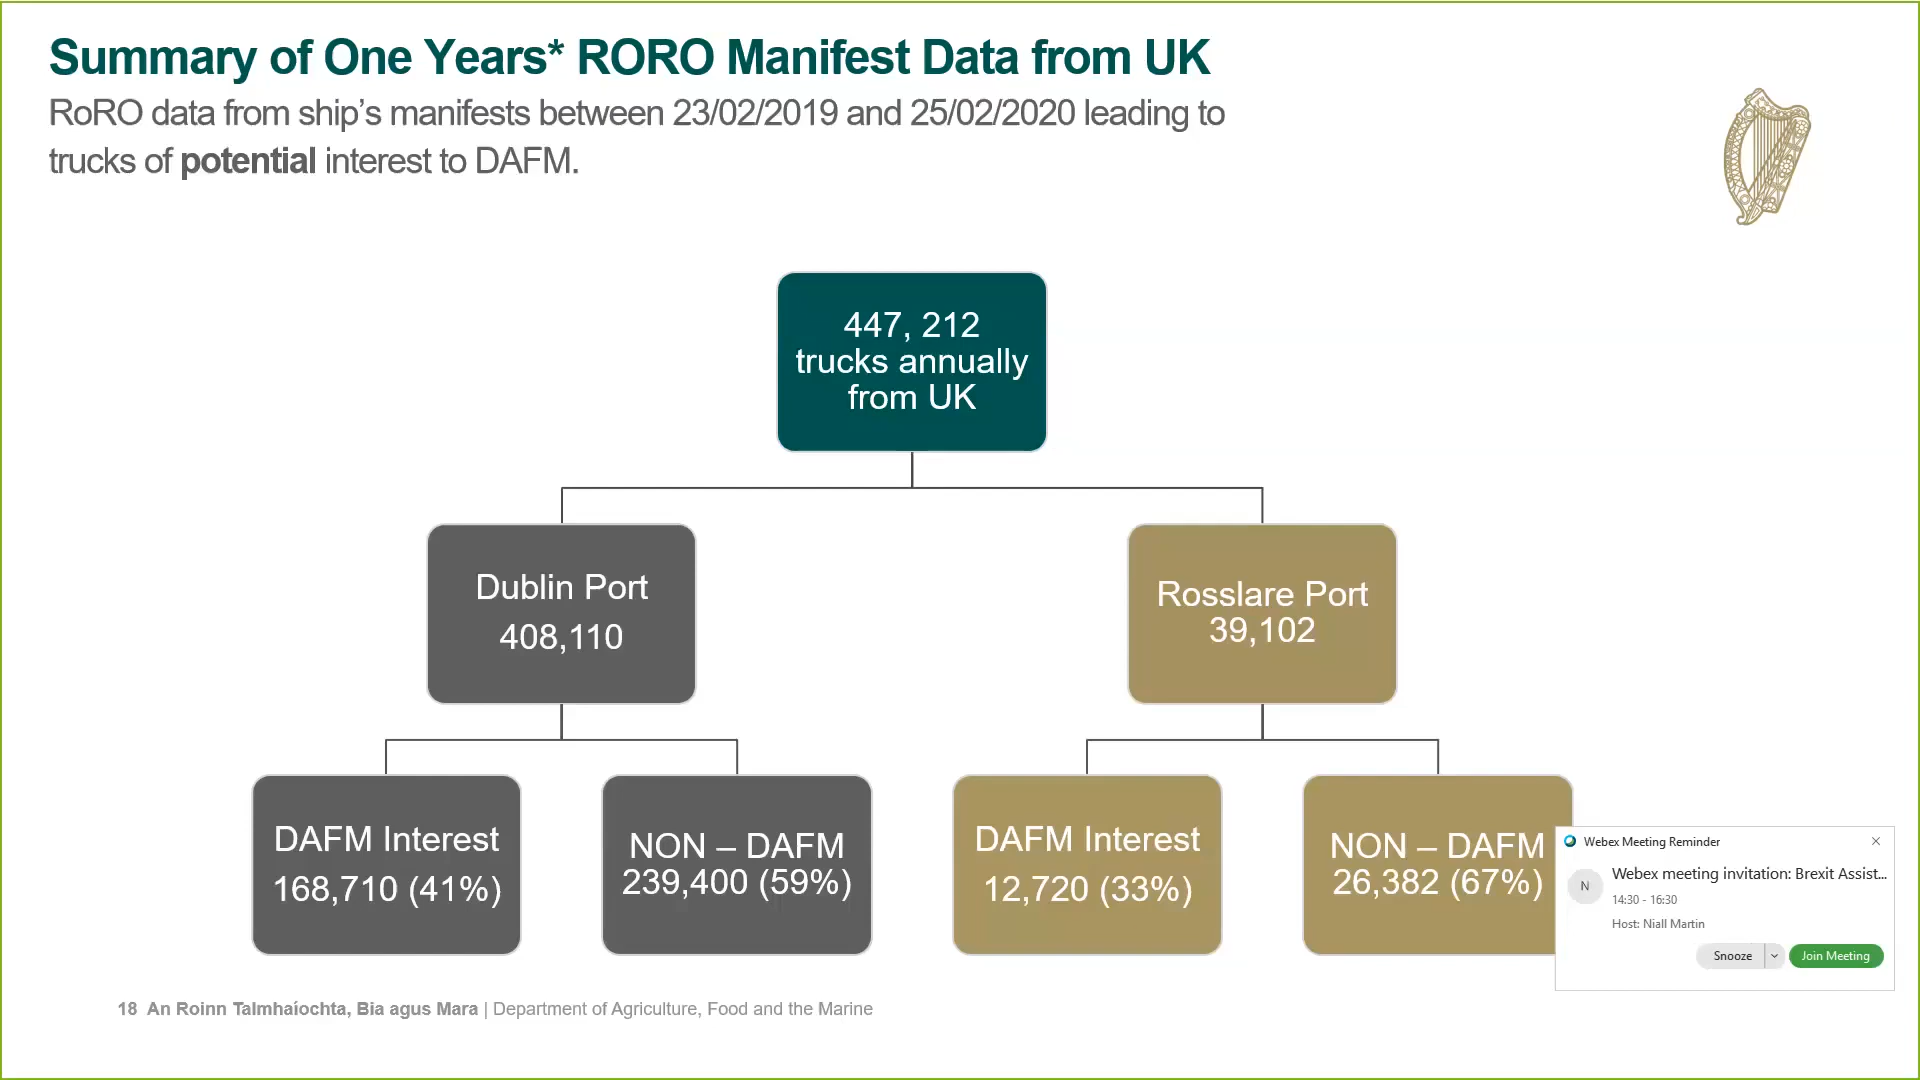 Summary of One Years* RORO Manifest Data from UK
RoRO data from ship's manifests between 23/02/2019 and 25/02/2020 leading to
trucks of potential interest to DAFM.
447, 212
trucks annually
from UK
Dublin Port
408,110
Rosslare Port
39,102
DAFM Interest
168,710 (41%)
NON – DAFM
239,400 (59%)
DAFM Interest
12,720 (33%)
NON – DAFM
26,382 (67%)
Webex Meeting Reminder
N
Webex meeting invitation: Brexit Assist...
14:30 - 16:30
Host: Niall Martin
Snooze
Join Meeting
18 An Roinn Talmhaíochta, Bia agus Mara | Department of Agriculture, Food and the Marine